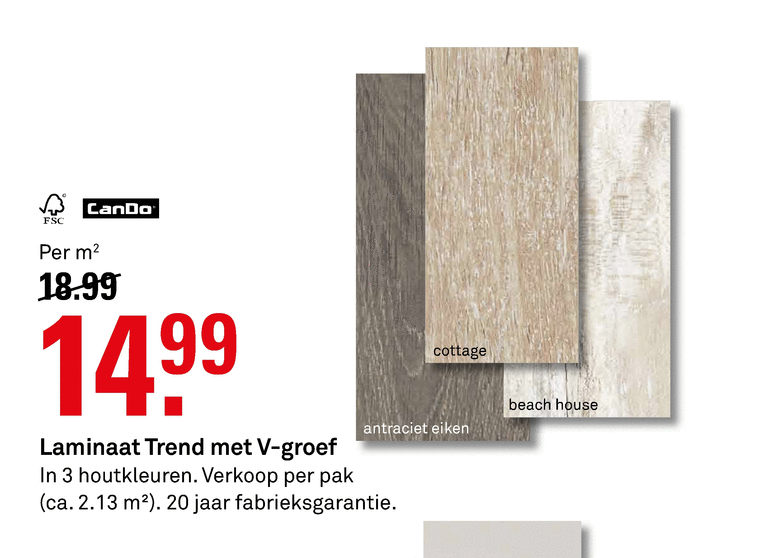 FSC
CanDo
Per m²
18.99
14.99
Laminaat Trend met V-groef
In 3 houtkleuren. Verkoop per pak
(ca. 2.13 m²). 20 jaar fabrieksgarantie.
cottage
beach house
antraciet eiken